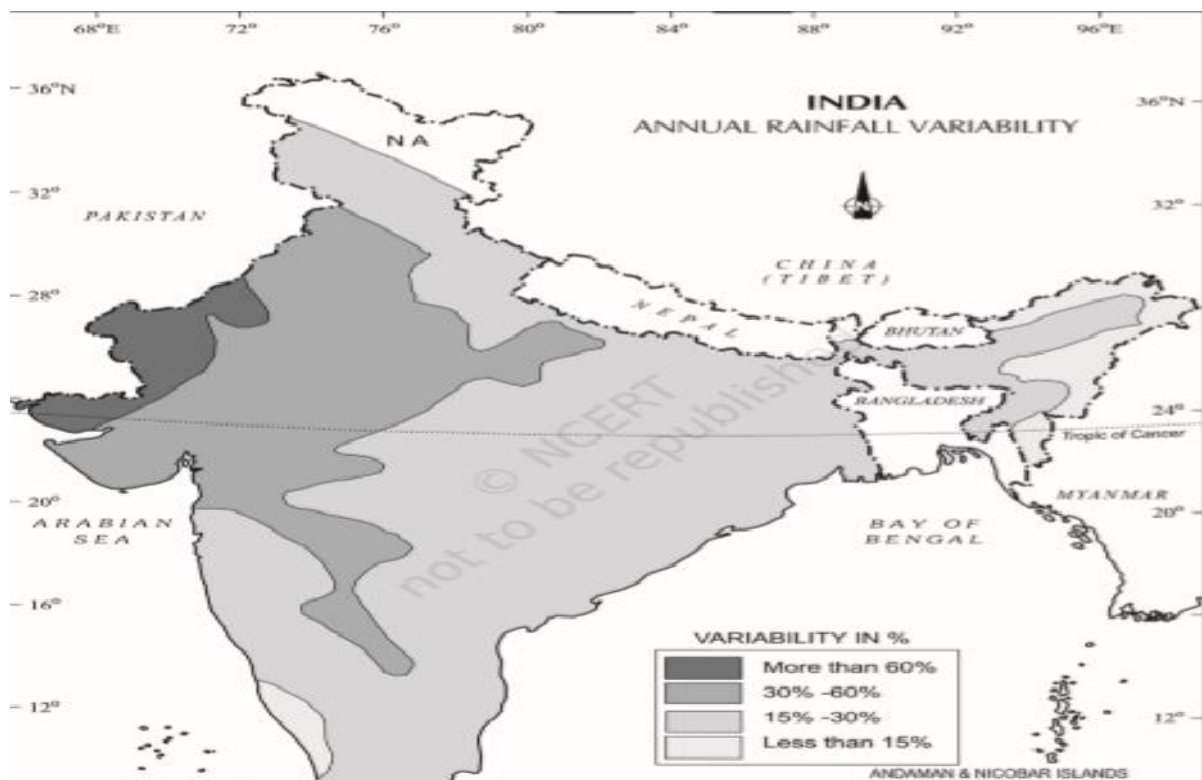 68°E 72° 76° 80° 84° 88° 92° 96°E
36°N
INDIA
36°N
ANNUAL RAINFALL VARIABILITY
NA
32°
N
32°
PAKISTAN
CHINA
(TIBET)
28°
28°
NEPAL
BHUTAN
BANGLADESH
24°
24°
Tropic of Cancer
© NCERT
not to be republished
20°
MYANMAR
20°
ARABIAN
SEA
BAY OF
BENGAL
16°
VARIABILITY IN %
More than 60%
30% -60%
15% -30%
Less than 15%
12°
12°
ANDAMAN & NICOBAR ISLANDS